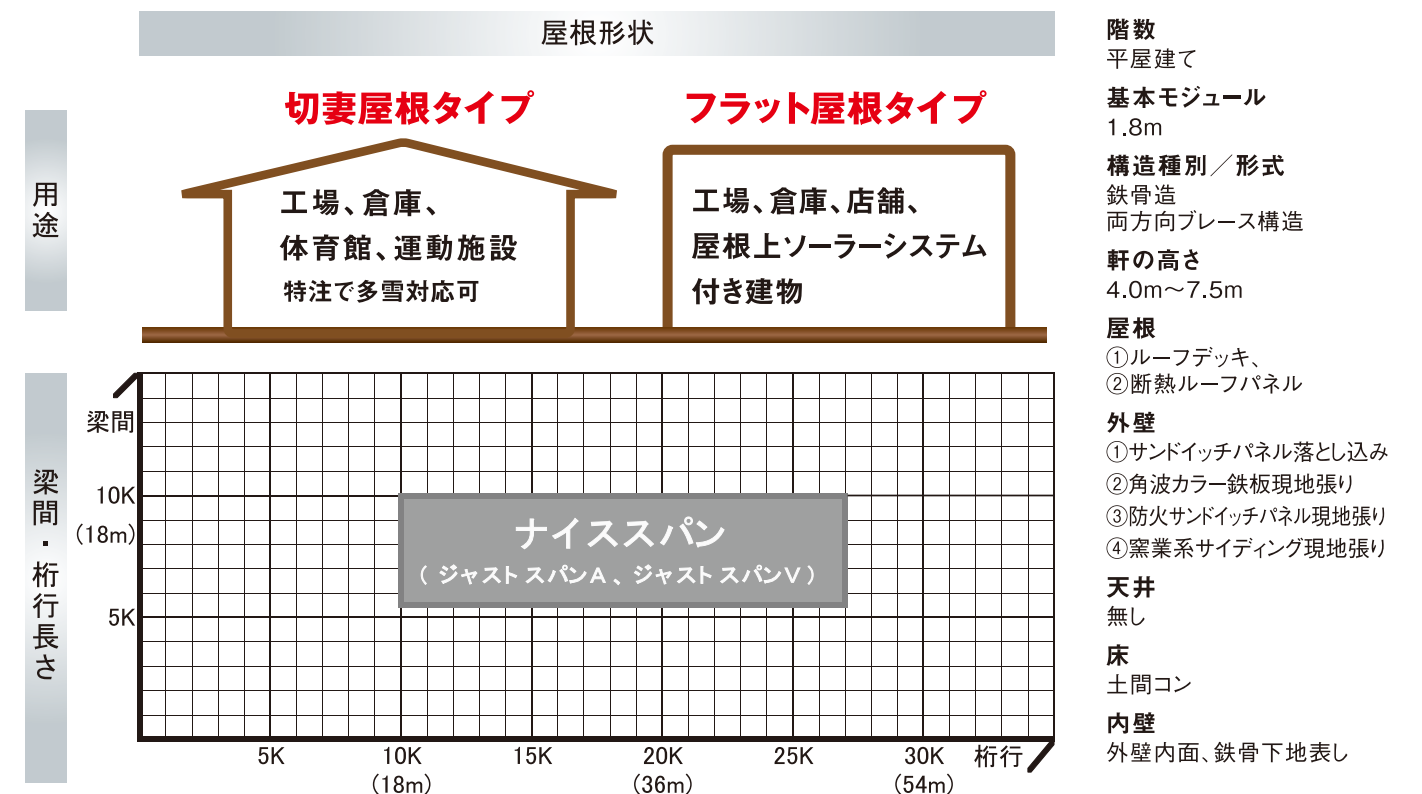 屋根形状
用途
切妻屋根タイプ
工場、倉庫、
体育館、運動施設
特注で多雪対応可
フラット屋根タイプ
工場、倉庫、店舗、
屋根上ソーラーシステム
付き建物
梁間・桁行長さ
梁間
10K
(18m)
5K
ナイススパン
( ジャスト スパンA 、ジャスト スパンV )
5K
10K
(18m)
15K
20K
(36m)
25K
30K
(54m)
桁行
階数
平屋建て
基本モジュール
1.8m
構造種別／形式
鉄骨造
両方向ブレース構造
軒の高さ
4.0m〜7.5m
屋根
①ルーフデッキ、
②断熱ルーフパネル
外壁
①サンドイッチパネル落とし込み
②角波カラー鉄板現地張り
③防火サンドイッチパネル現地張り
④窯業系サイディング現地張り
天井
無し
床
土間コン
内壁
外壁内面、鉄骨下地表し